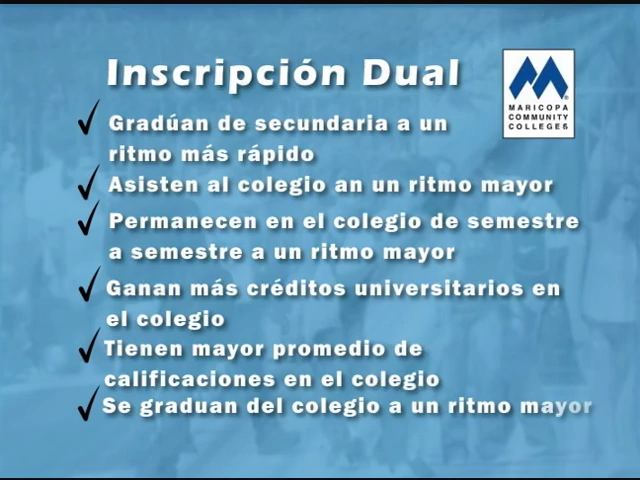 Inscripción Dual
MARICOPA
COMMUNITY
COLLEGES
Gradúan de secundaria a un
ritmo más rápido
Asisten al colegio an un ritmo mayor
Permanecen en el colegio de semestre
a semestre a un ritmo mayor
Ganan más créditos universitarios en
el colegio
Tienen mayor promedio de
calificaciones en el colegio
Se graduan del colegio a un ritmo mayor